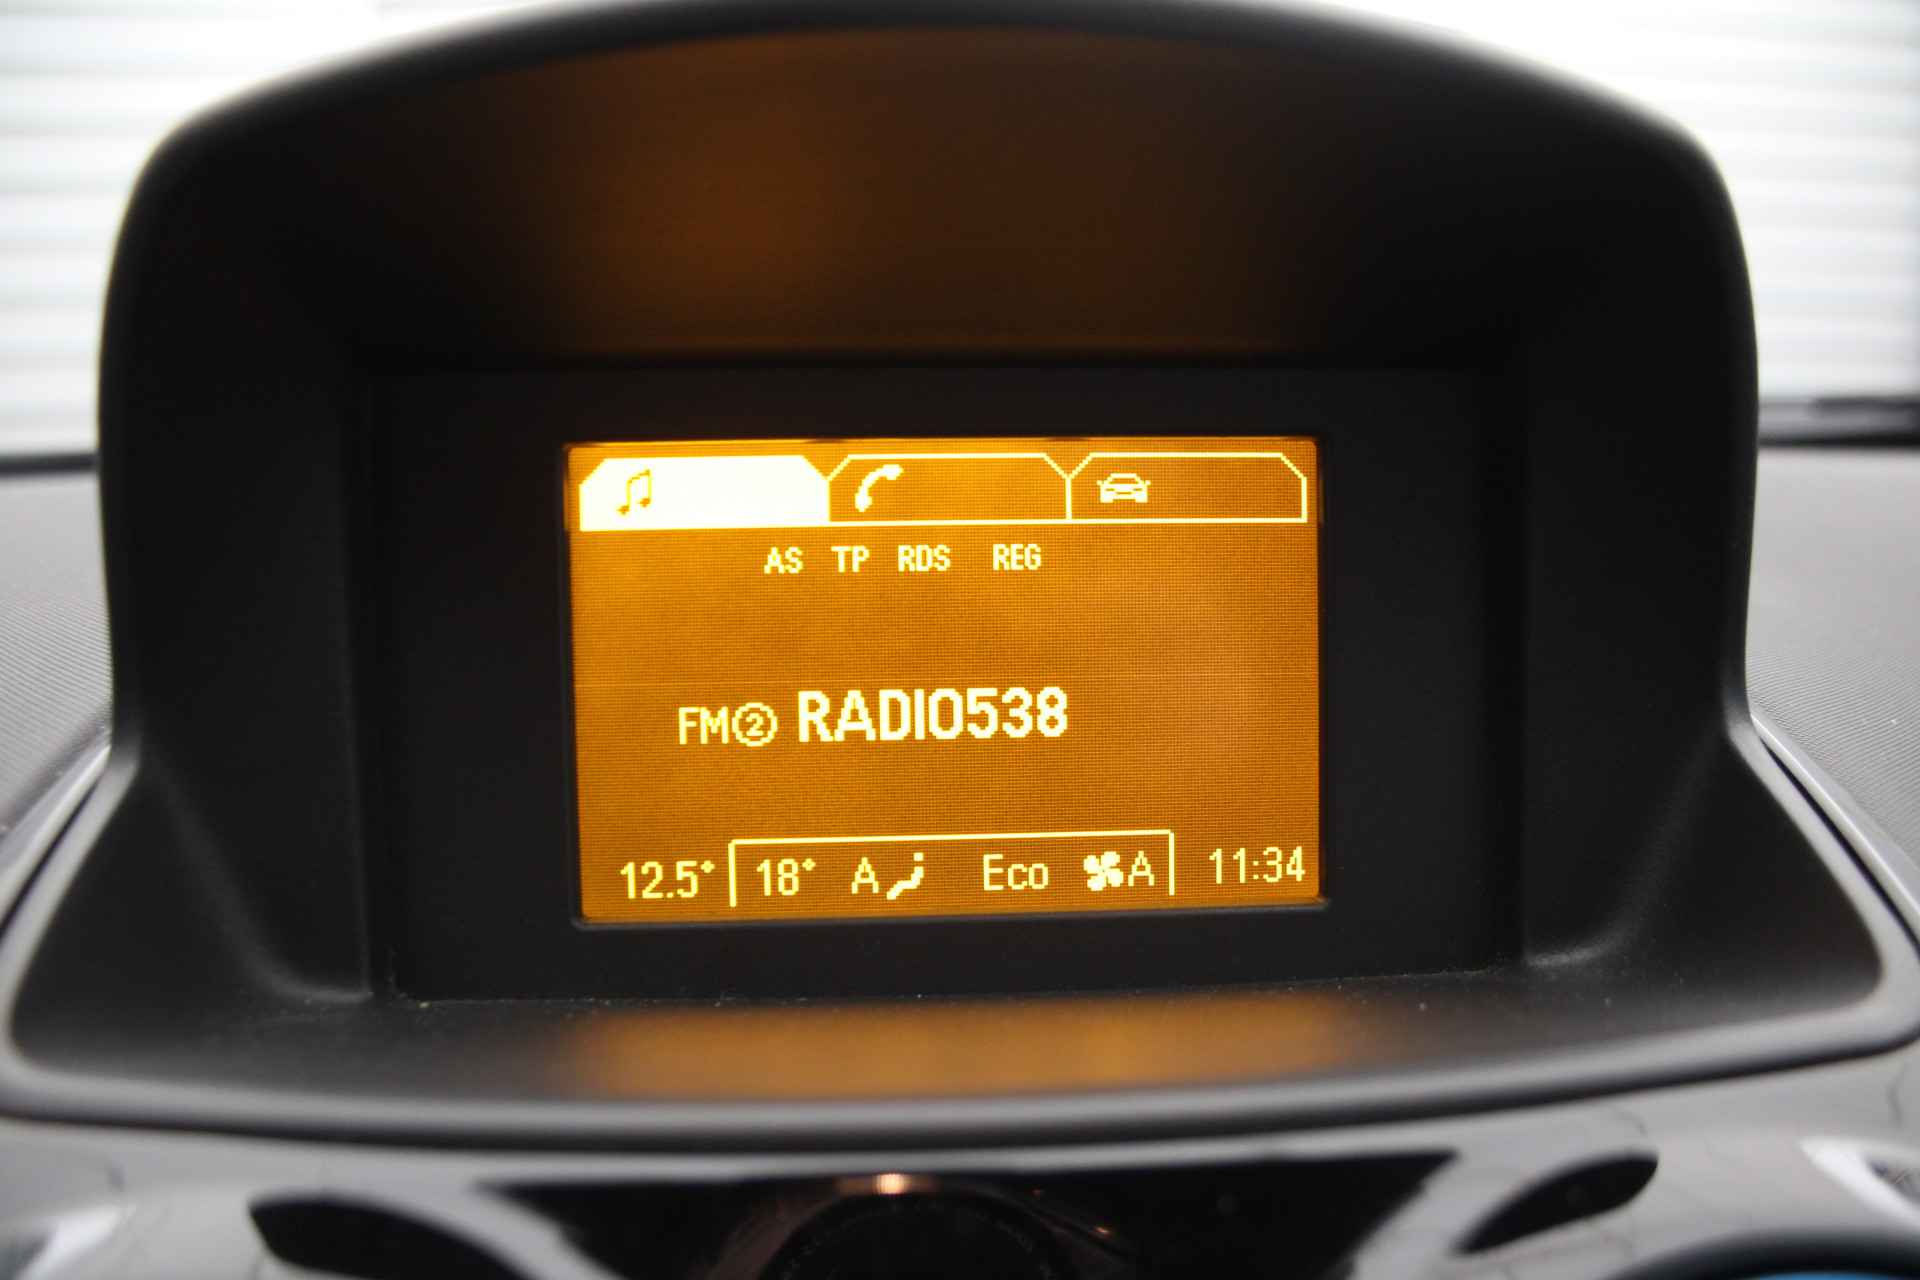 AS TP RDS REG
FM② RADIO538
12.5° 18° A Eco A 11:34